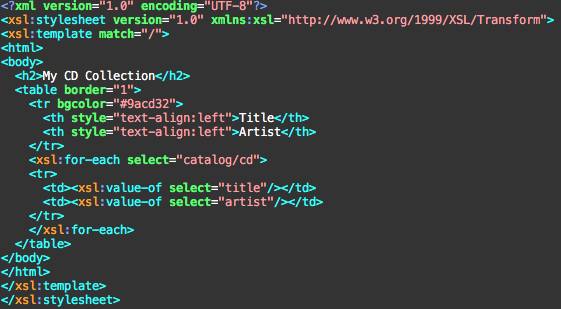 <?xml version="1.0" encoding="UTF-8"?>
<xsl:stylesheet version="1.0" xmlns:xsl="http://www.w3.org/1999/XSL/Transform">
<xsl:template match="/">
<html>
<body>
  <h2>My CD Collection</h2>
  <table border="1">
    <tr bgcolor="#9acd32">
      <th style="text-align:left">Title</th>
      <th style="text-align:left">Artist</th>
    </tr>
    <xsl:for-each select="catalog/cd">
    <tr>
      <td><xsl:value-of select="title"/></td>
      <td><xsl:value-of select="artist"/></td>
    </tr>
    </xsl:for-each>
  </table>
</body>
</html>
</xsl:template>
</xsl:stylesheet>